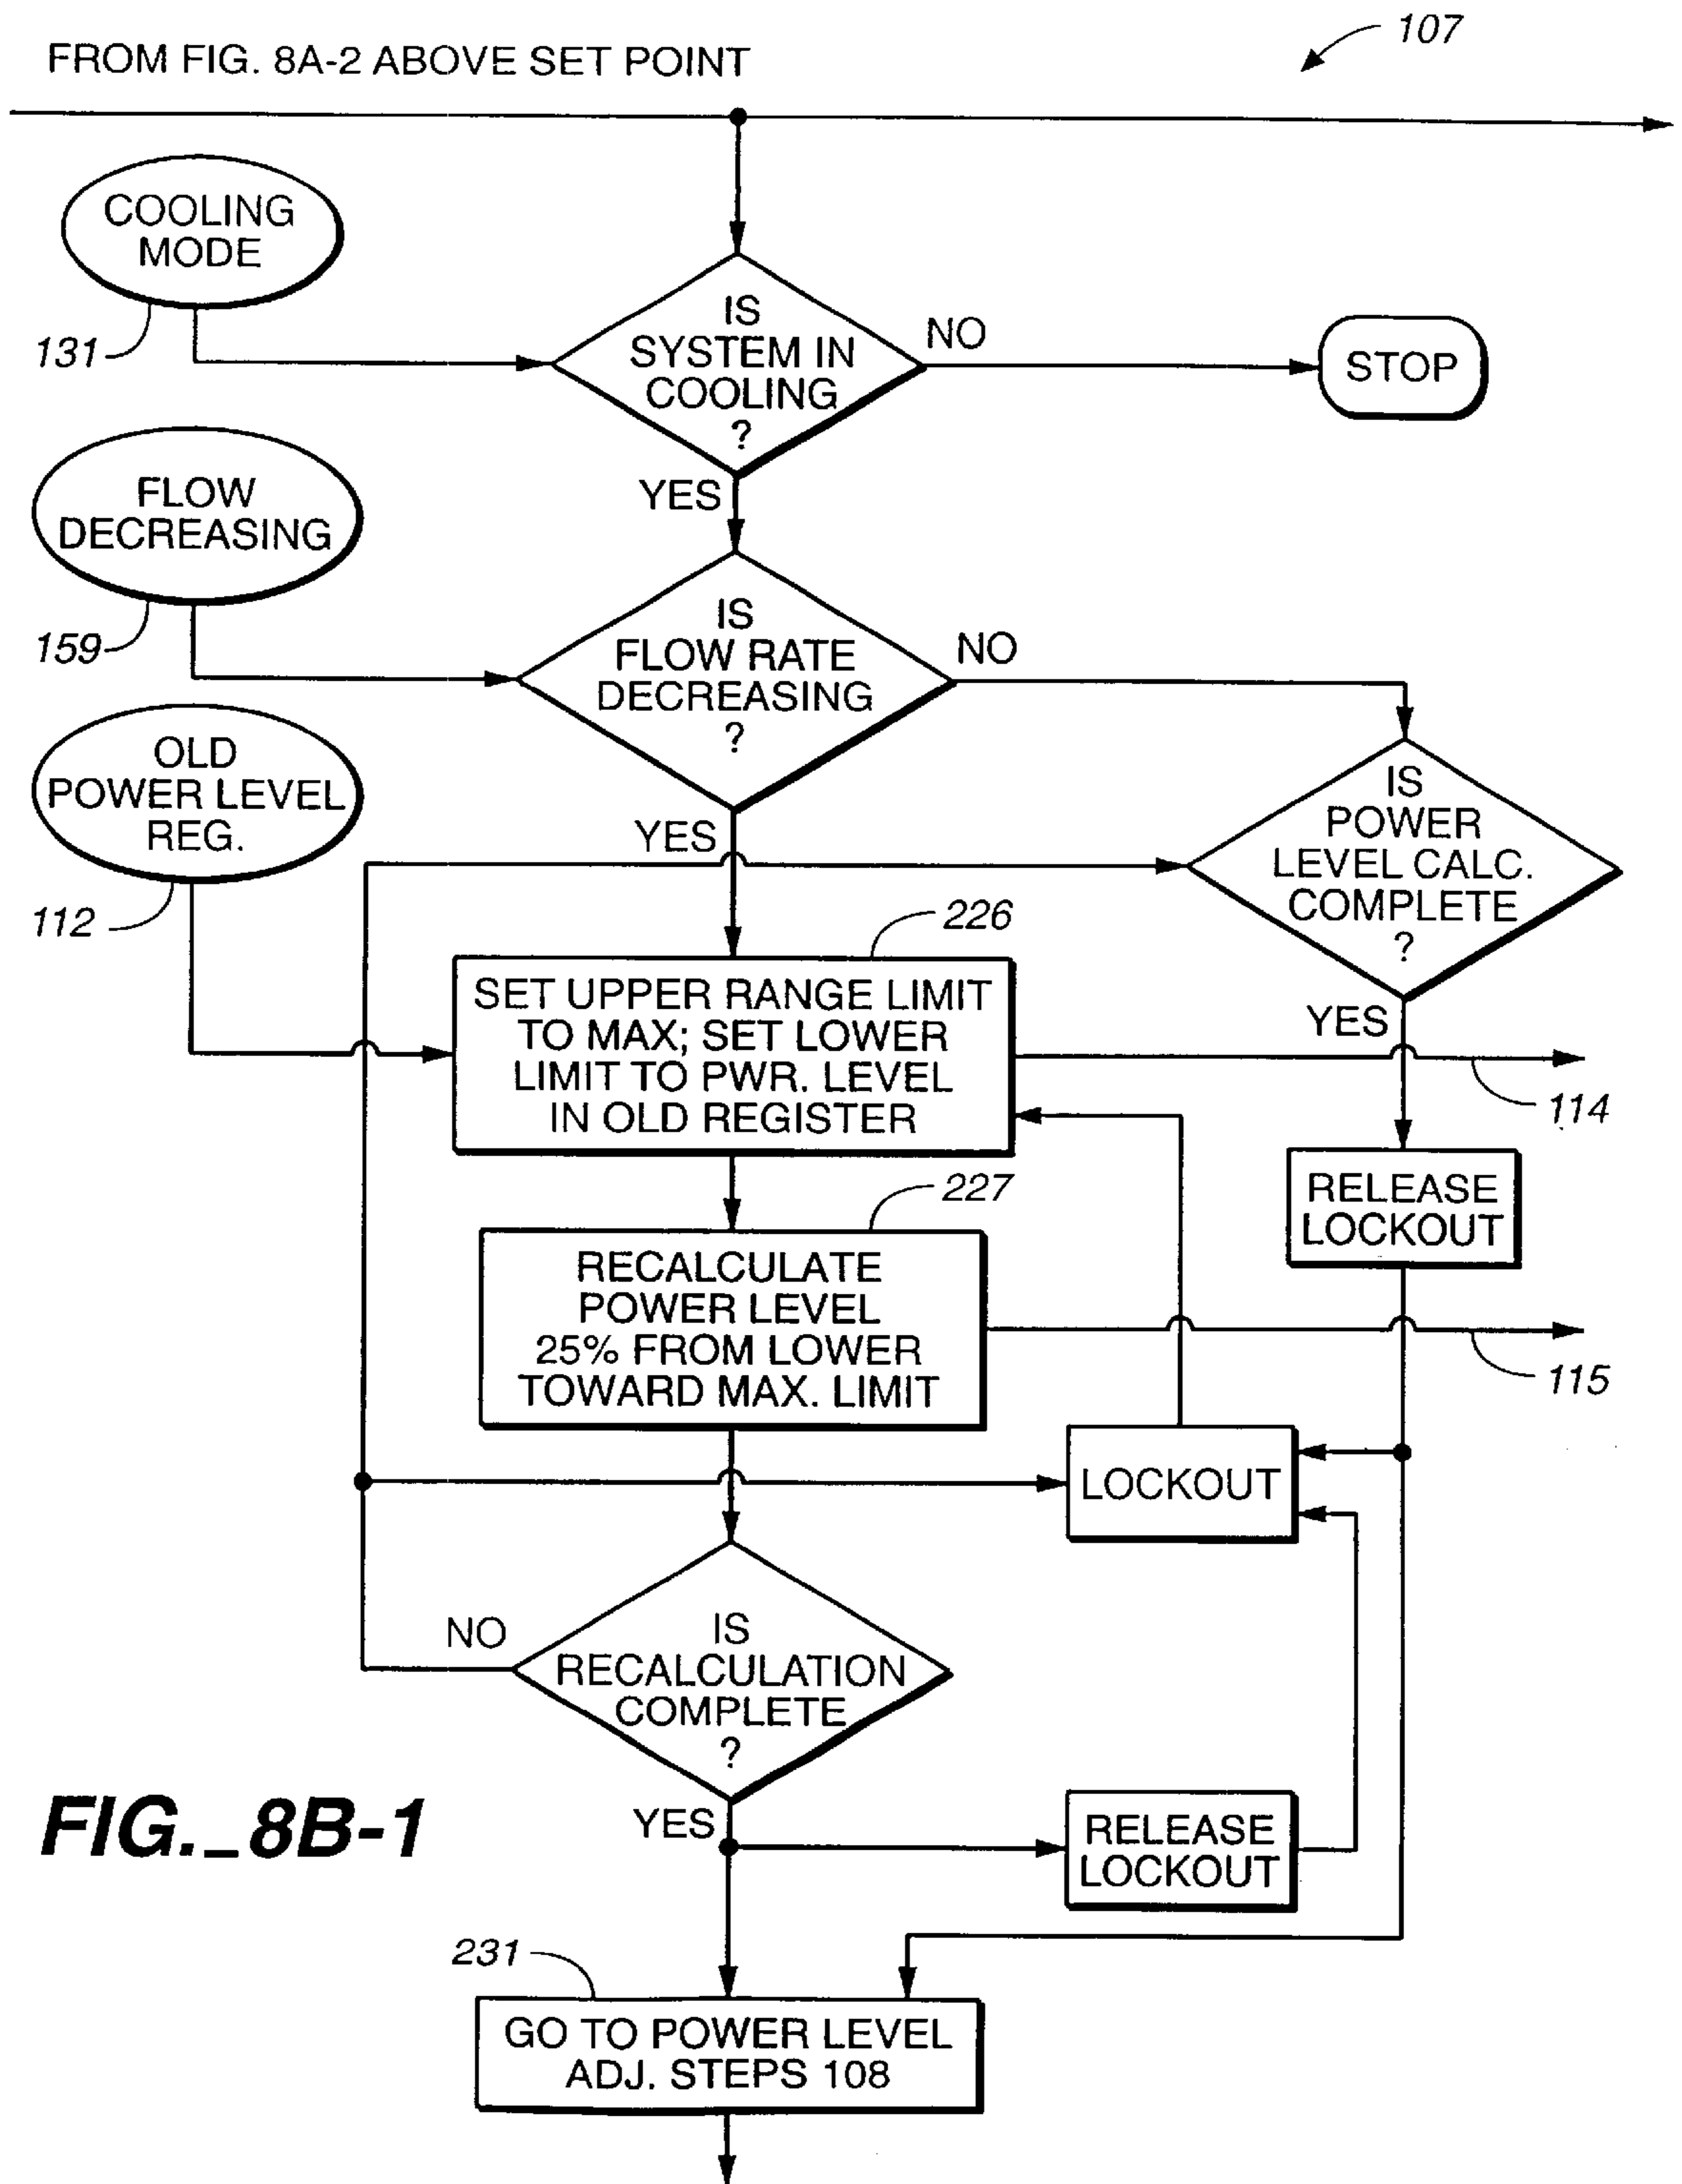 107
FROM FIG. 8A-2 ABOVE SET POINT
COOLING
MODE
131
IS
SYSTEM IN
COOLING
?
NO
STOP
YES
FLOW
DECREASING
159
IS
FLOW RATE
DECREASING
?
NO
YES
OLD
POWER LEVEL
REG.
112
IS
POWER
LEVEL CALC.
COMPLETE
?
YES
226
SET UPPER RANGE LIMIT
TO MAX; SET LOWER
LIMIT TO PWR. LEVEL
IN OLD REGISTER
114
RELEASE
LOCKOUT
227
RECALCULATE
POWER LEVEL
25% FROM LOWER
TOWARD MAX. LIMIT
115
LOCKOUT
NO
IS
RECALCULATION
COMPLETE
?
YES
RELEASE
LOCKOUT
FIG._8B-1
231
GO TO POWER LEVEL
ADJ. STEPS 108